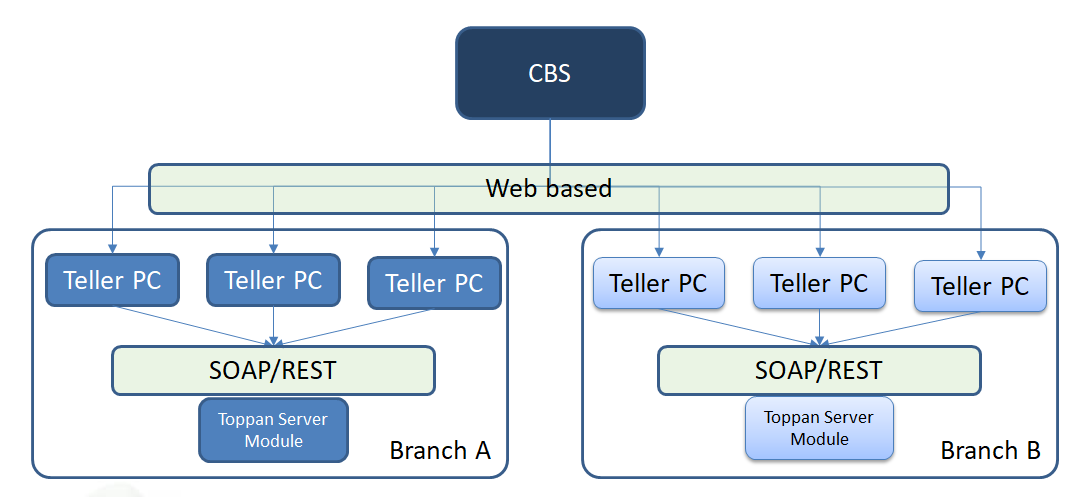 CBS
Web based
Teller PC
Teller PC
Teller PC
SOAP/REST
Toppan Server
Module
Branch A
Teller PC
Teller PC
Teller PC
SOAP/REST
Toppan Server
Module
Branch B